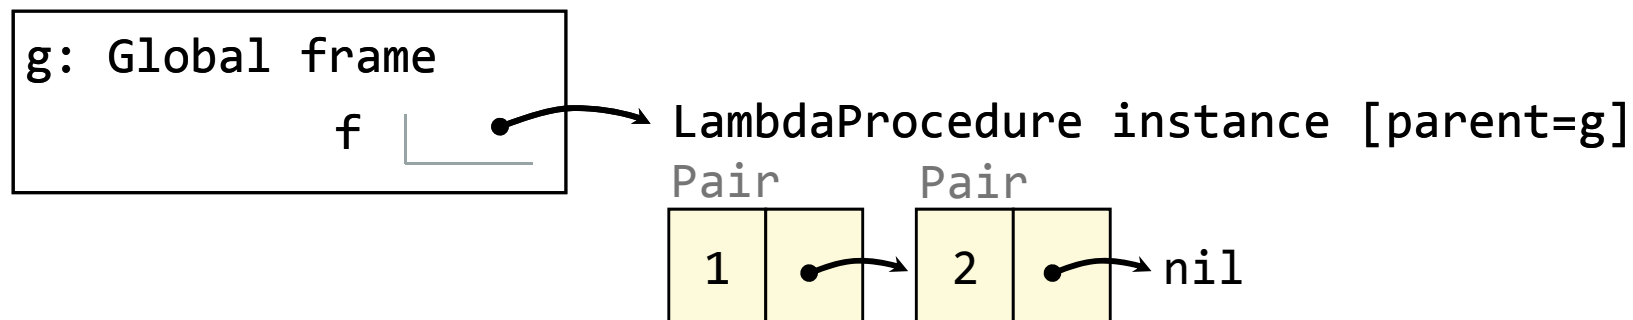 g: Global frame
f
LambdaProcedure instance [parent=g]
Pair Pair
1 2 nil